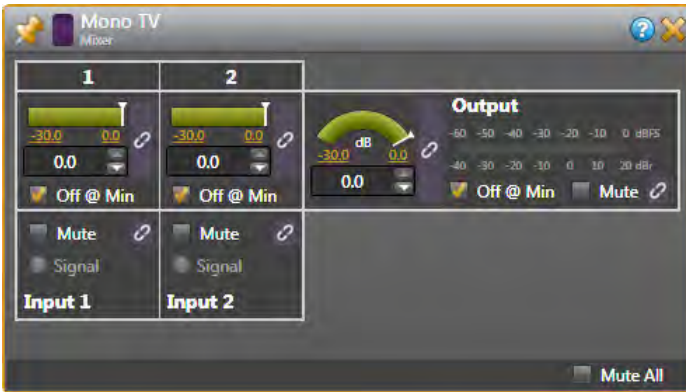 Mono TV
Mixer
?
1 2
-30.0 0.0 -30.0 0.0
0.0 0.0
Off @ Min Off @ Min
dB
-30.0 0.0
0.0
Output
-60 -50 -40 -30 -20 -10 0 dBFS
-40 -30 -20 -10 0 10 20 dBr
Off @ Min Mute
Mute Mute
Signal Signal
Input 1 Input 2
Mute All